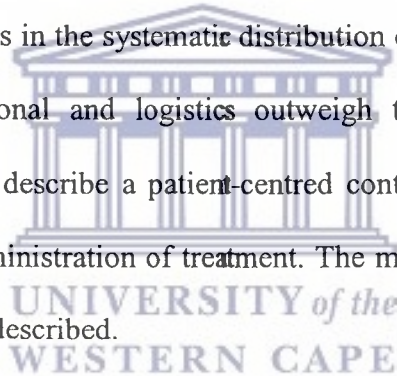 s in the systematic distribution
onal and logistics outweigh t
describe a patient-centred cont
ministration of treatment. The m
UNIVERSITY of the
described.
WESTERN CAPE